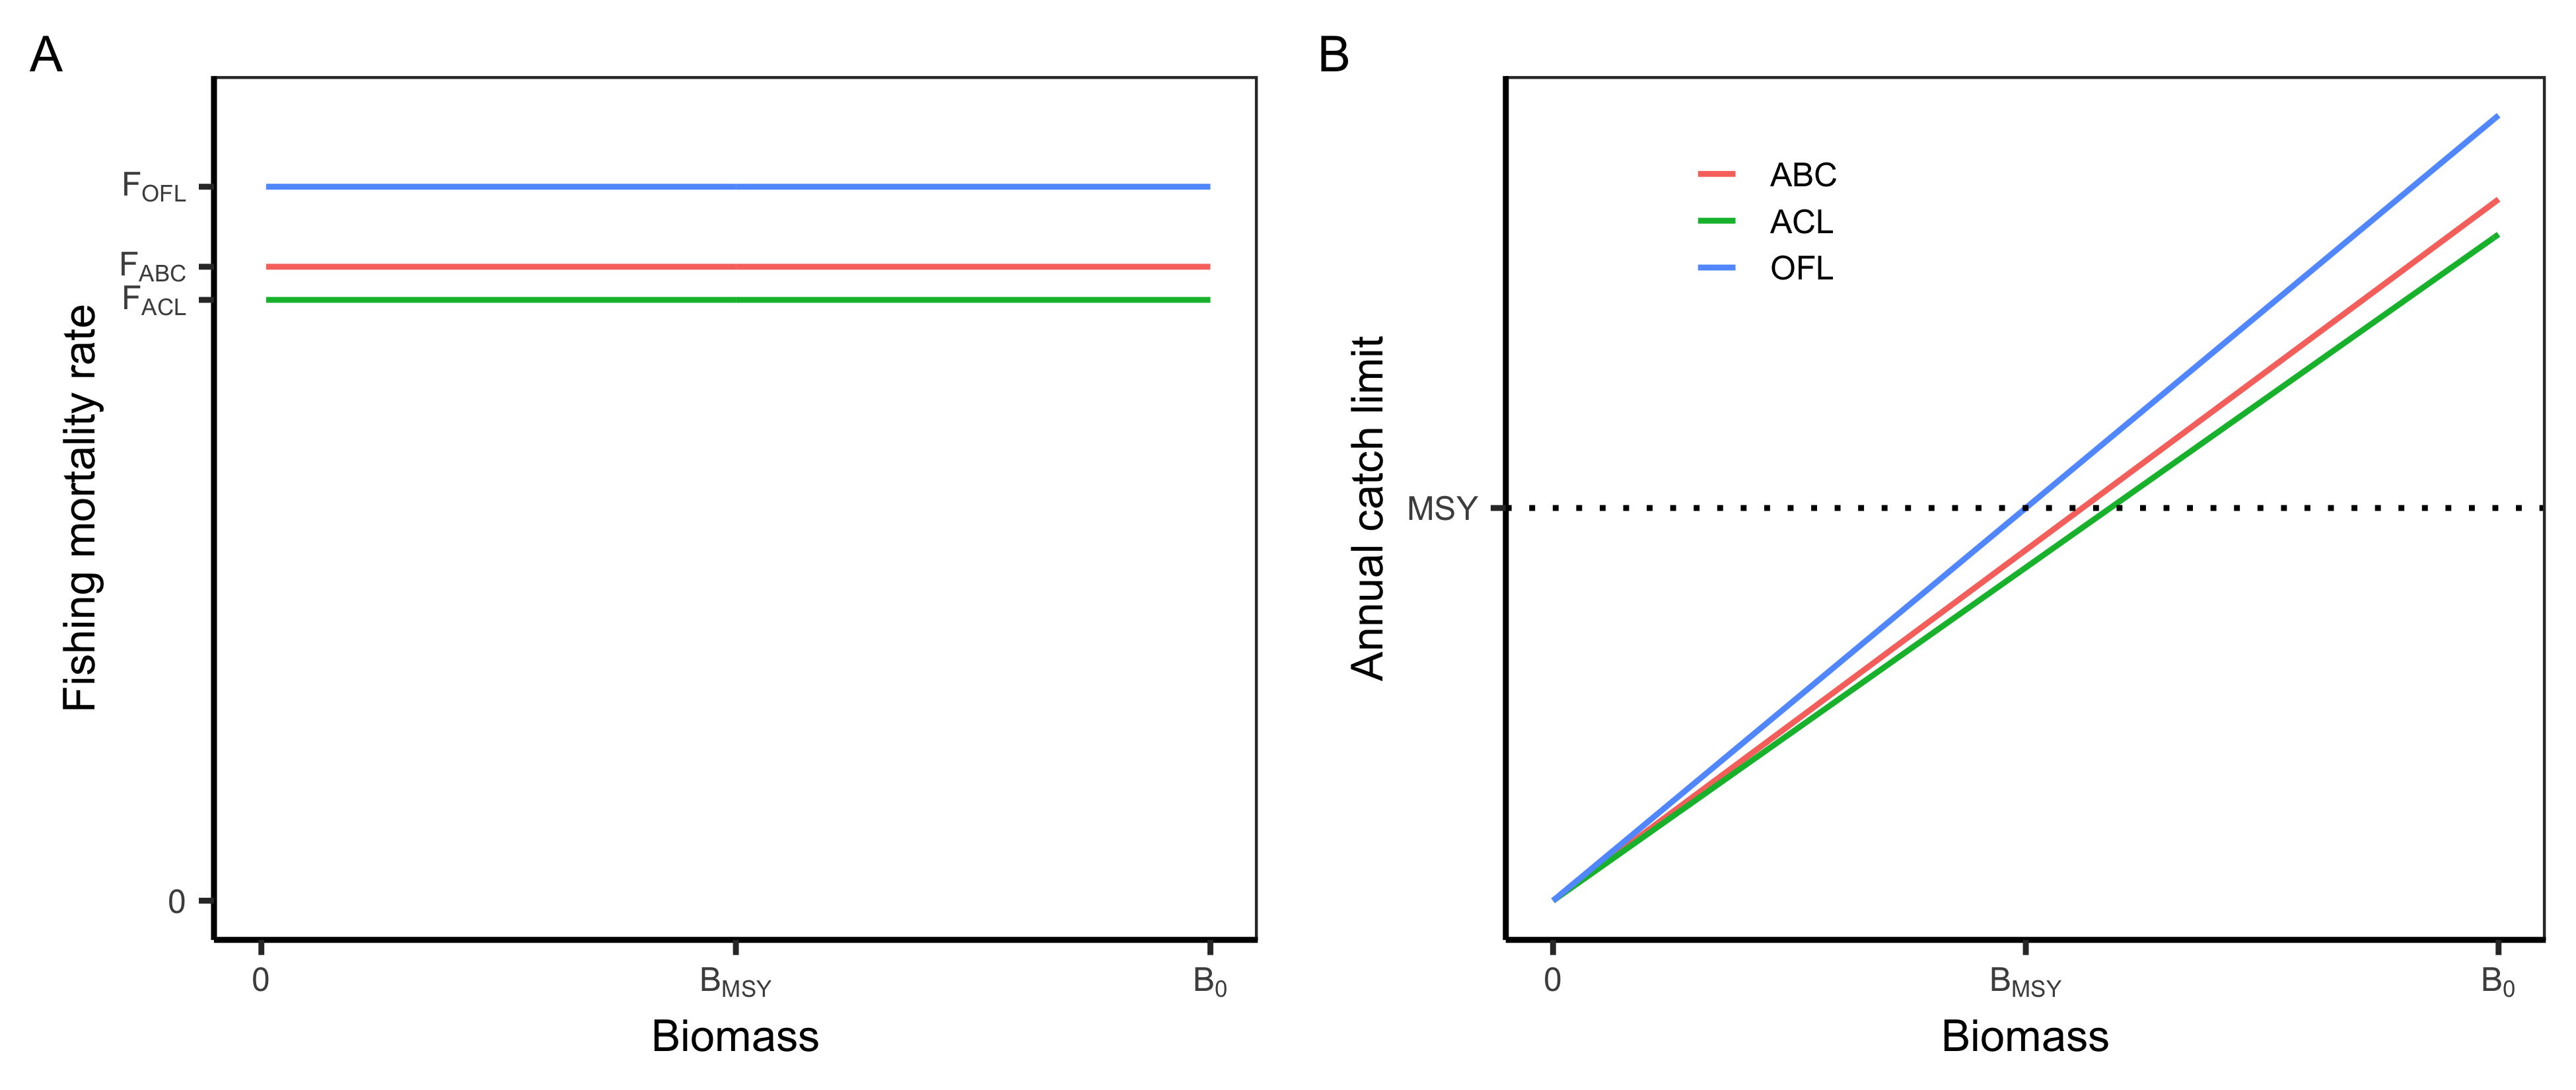 A
Fishing mortality rate
F_OFL
F_ABC
F_ACL
0
0
B_MSY
B_0
Biomass
B
Annual catch limit
MSY
ABC
ACL
OFL
0
B_MSY
B_0
Biomass